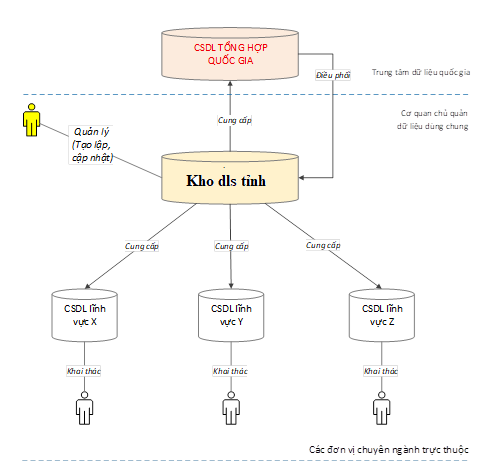 CSDL TỔNG HỢP
QUỐC GIA
Điều phối
Trung tâm dữ liệu quốc gia
Cơ quan chủ quản
dữ liệu dùng chung
Cung cấp
Quản lý
(Tạo lập,
cập nhật)
Kho dls tỉnh
Cung cấp
Cung cấp
Cung cấp
CSDL lĩnh
vực X
CSDL lĩnh
vực Y
CSDL lĩnh
vực Z
Khai thác
Khai thác
Khai thác
Các đơn vị chuyên ngành trực thuộc